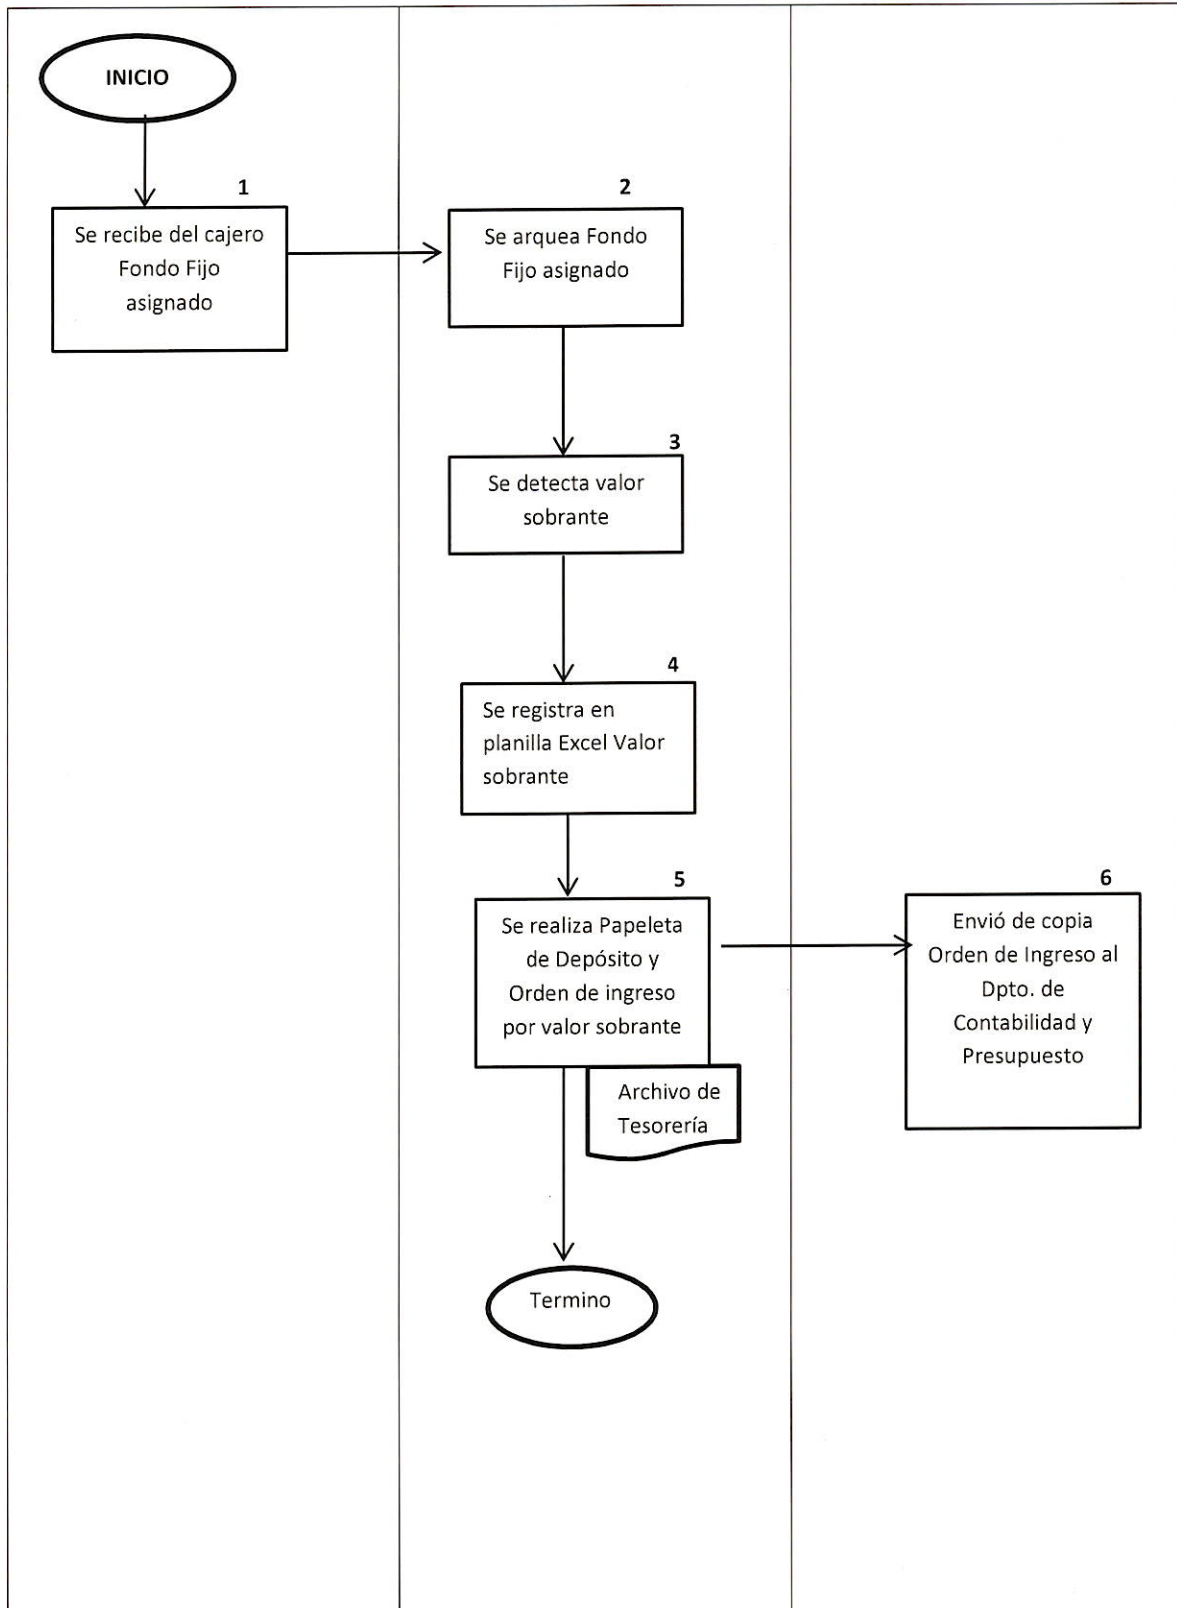 INICIO
1
Se recibe del cajero
Fondo Fijo
asignado
2
Se arquea Fondo
Fijo asignado
3
Se detecta valor
sobrante
4
Se registra en
planilla Excel Valor
sobrante
5
Se realiza Papeleta
de Depósito y
Orden de ingreso
por valor sobrante
Archivo de
Tesorería
6
Envió de copia
Orden de Ingreso al
Dpto. de
Contabilidad y
Presupuesto
Termino